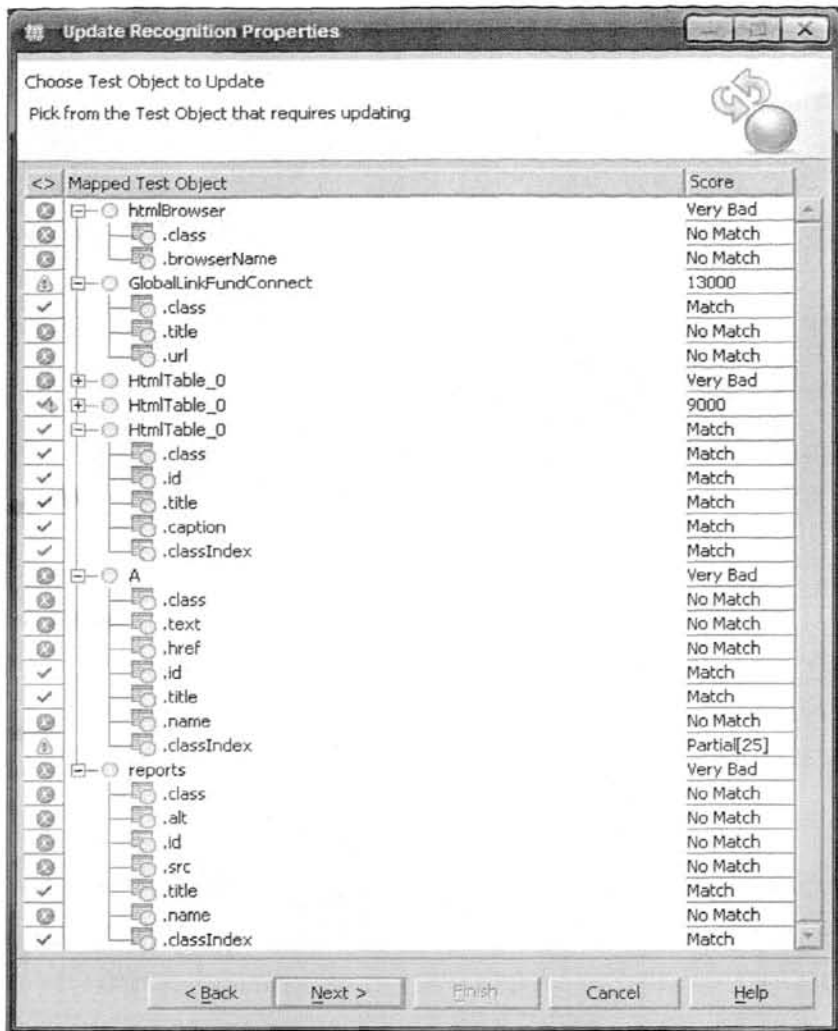 Update Recognition Properties
Choose Test Object to Update
Pick from the Test Object that requires updating
<> Mapped Test Object Score
htmlBrowser Very Bad
.class No Match
.browserName No Match
GlobalLinkFundConnect 13000
.class Match
.title No Match
.url No Match
HtmlTable_0 Very Bad
HtmlTable_0 9000
HtmlTable_0 Match
.class Match
.id Match
.title Match
.caption Match
.classIndex Match
A Very Bad
.class No Match
.text No Match
.href No Match
.id Match
.title Match
.name No Match
.classIndex Partial[25]
reports Very Bad
.class No Match
.alt No Match
.id No Match
.src No Match
.title Match
.name No Match
.classIndex Match
< Back Next > Finish Cancel Help